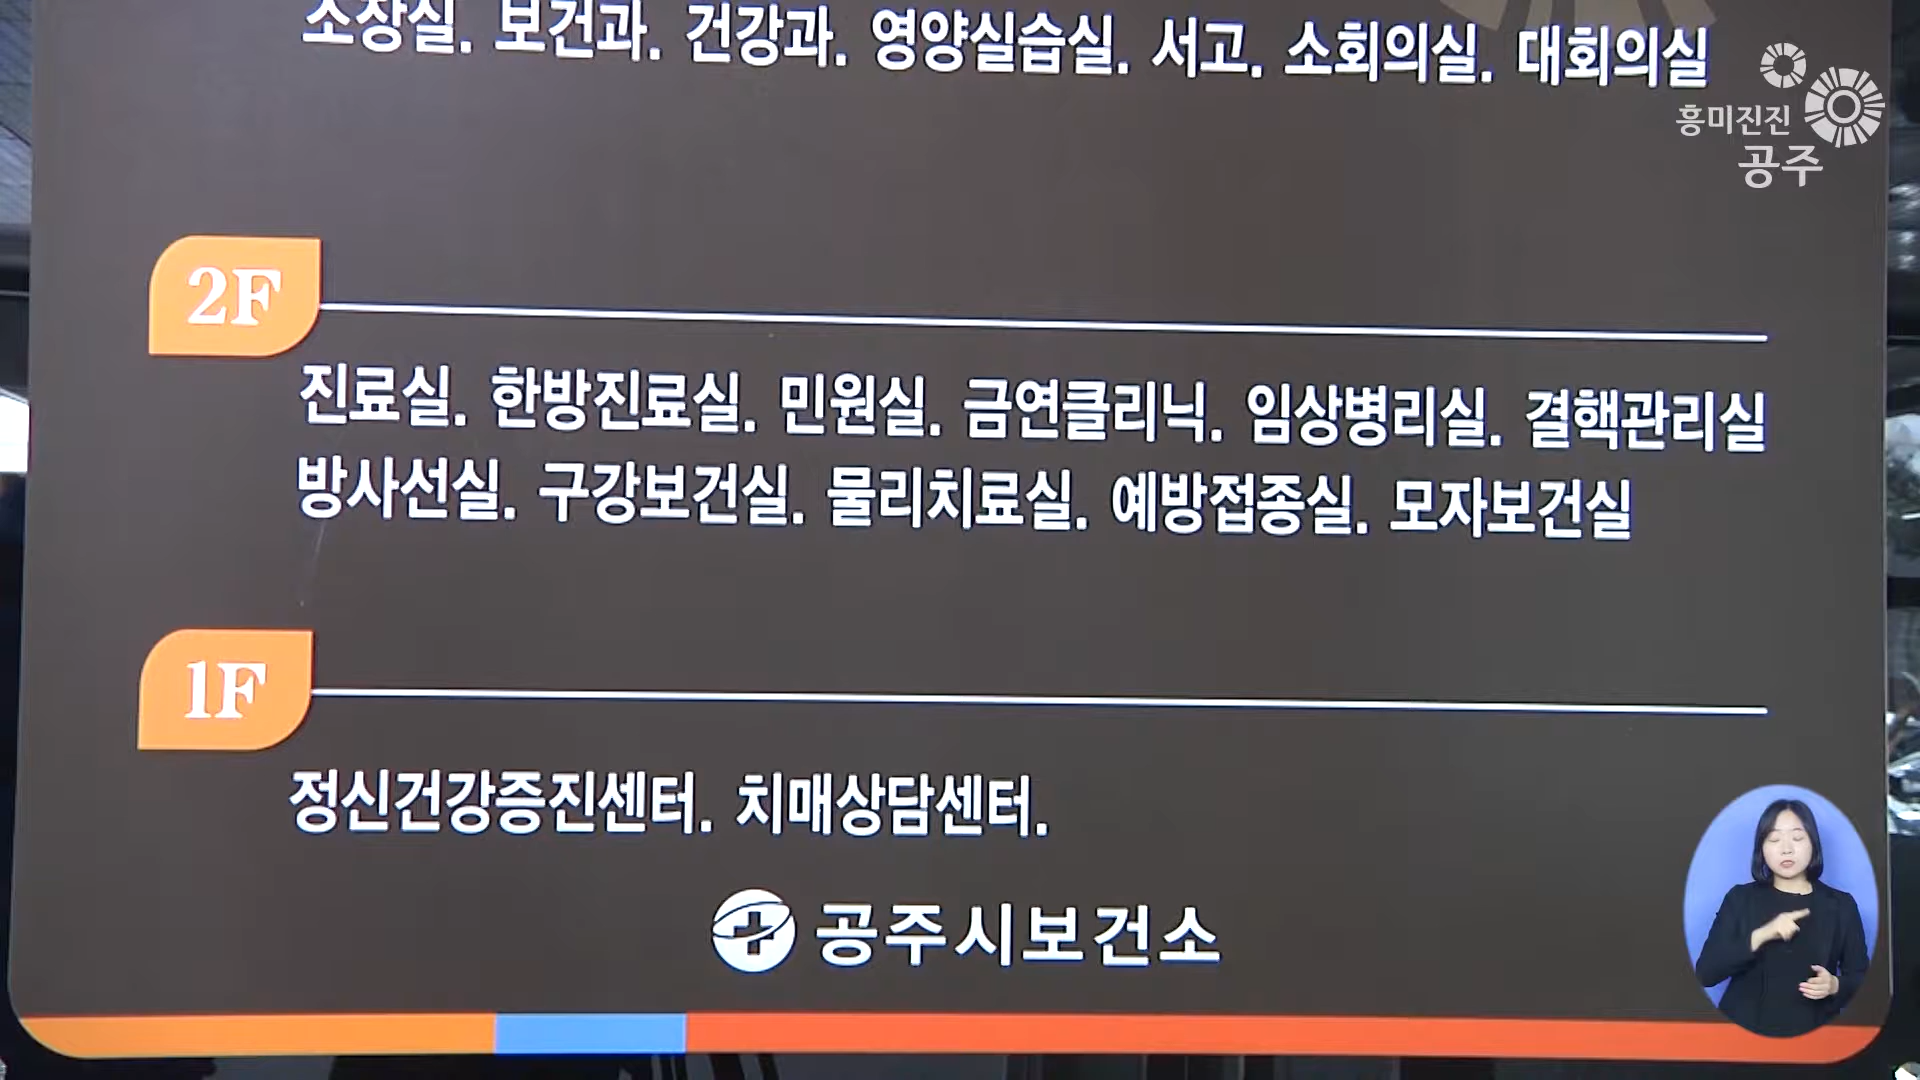 소장실. 보건과. 건강과. 영양실습실. 서고. 소회의실. 대회의실
흥미진진
공주
2F
진료실. 한방진료실. 민원실. 금연클리닉. 임상병리실. 결핵관리실
방사선실. 구강보건실. 물리치료실. 예방접종실. 모자보건실
1F
정신건강증진센터. 치매상담센터.
공주시보건소